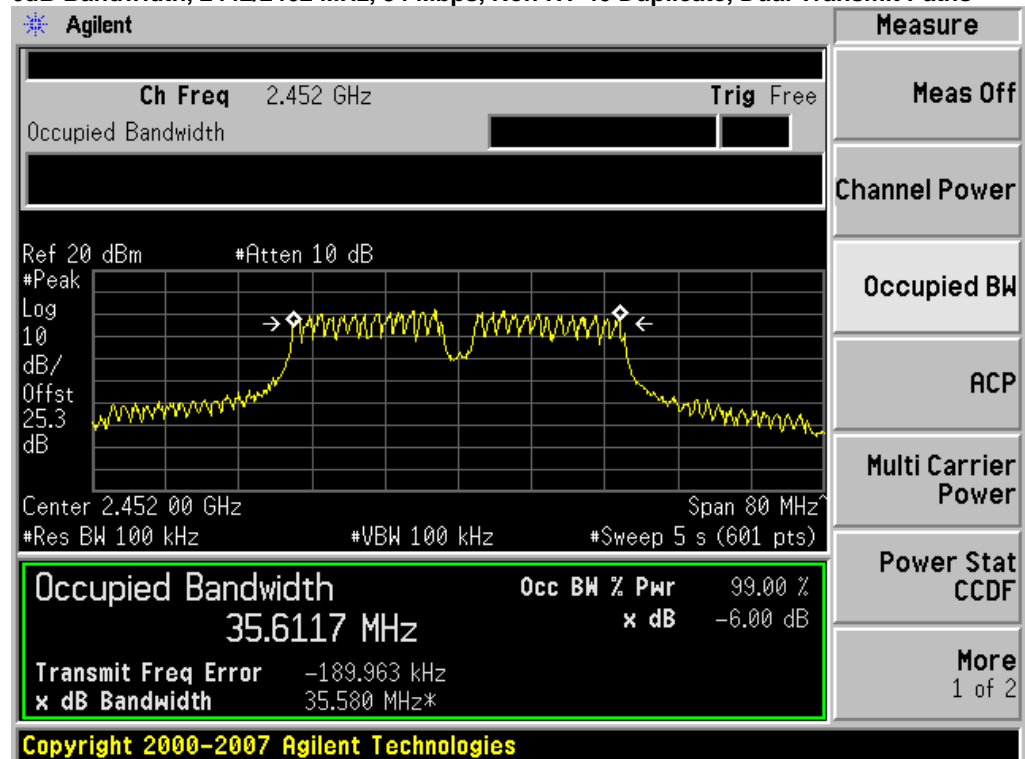 Agilent
Measure
Ch Freq 2.452 GHz Trig Free
Occupied Bandwidth
Meas Off
Channel Power
Occupied BW
ACP
Multi Carrier
Power
Power Stat
CCDF
More
1 of 2
Ref 20 dBm #Atten 10 dB
#Peak
Log
10
dB/
Offst
25.3
dB
Center 2.452 00 GHz Span 80 MHz^
#Res BW 100 kHz #VBW 100 kHz #Sweep 5 s (601 pts)
Occupied Bandwidth Occ BW % Pwr 99.00 %
35.6117 MHz x dB -6.00 dB
Transmit Freq Error -189.963 kHz
x dB Bandwidth 35.580 MHz*
Copyright 2000-2007 Agilent Technologies